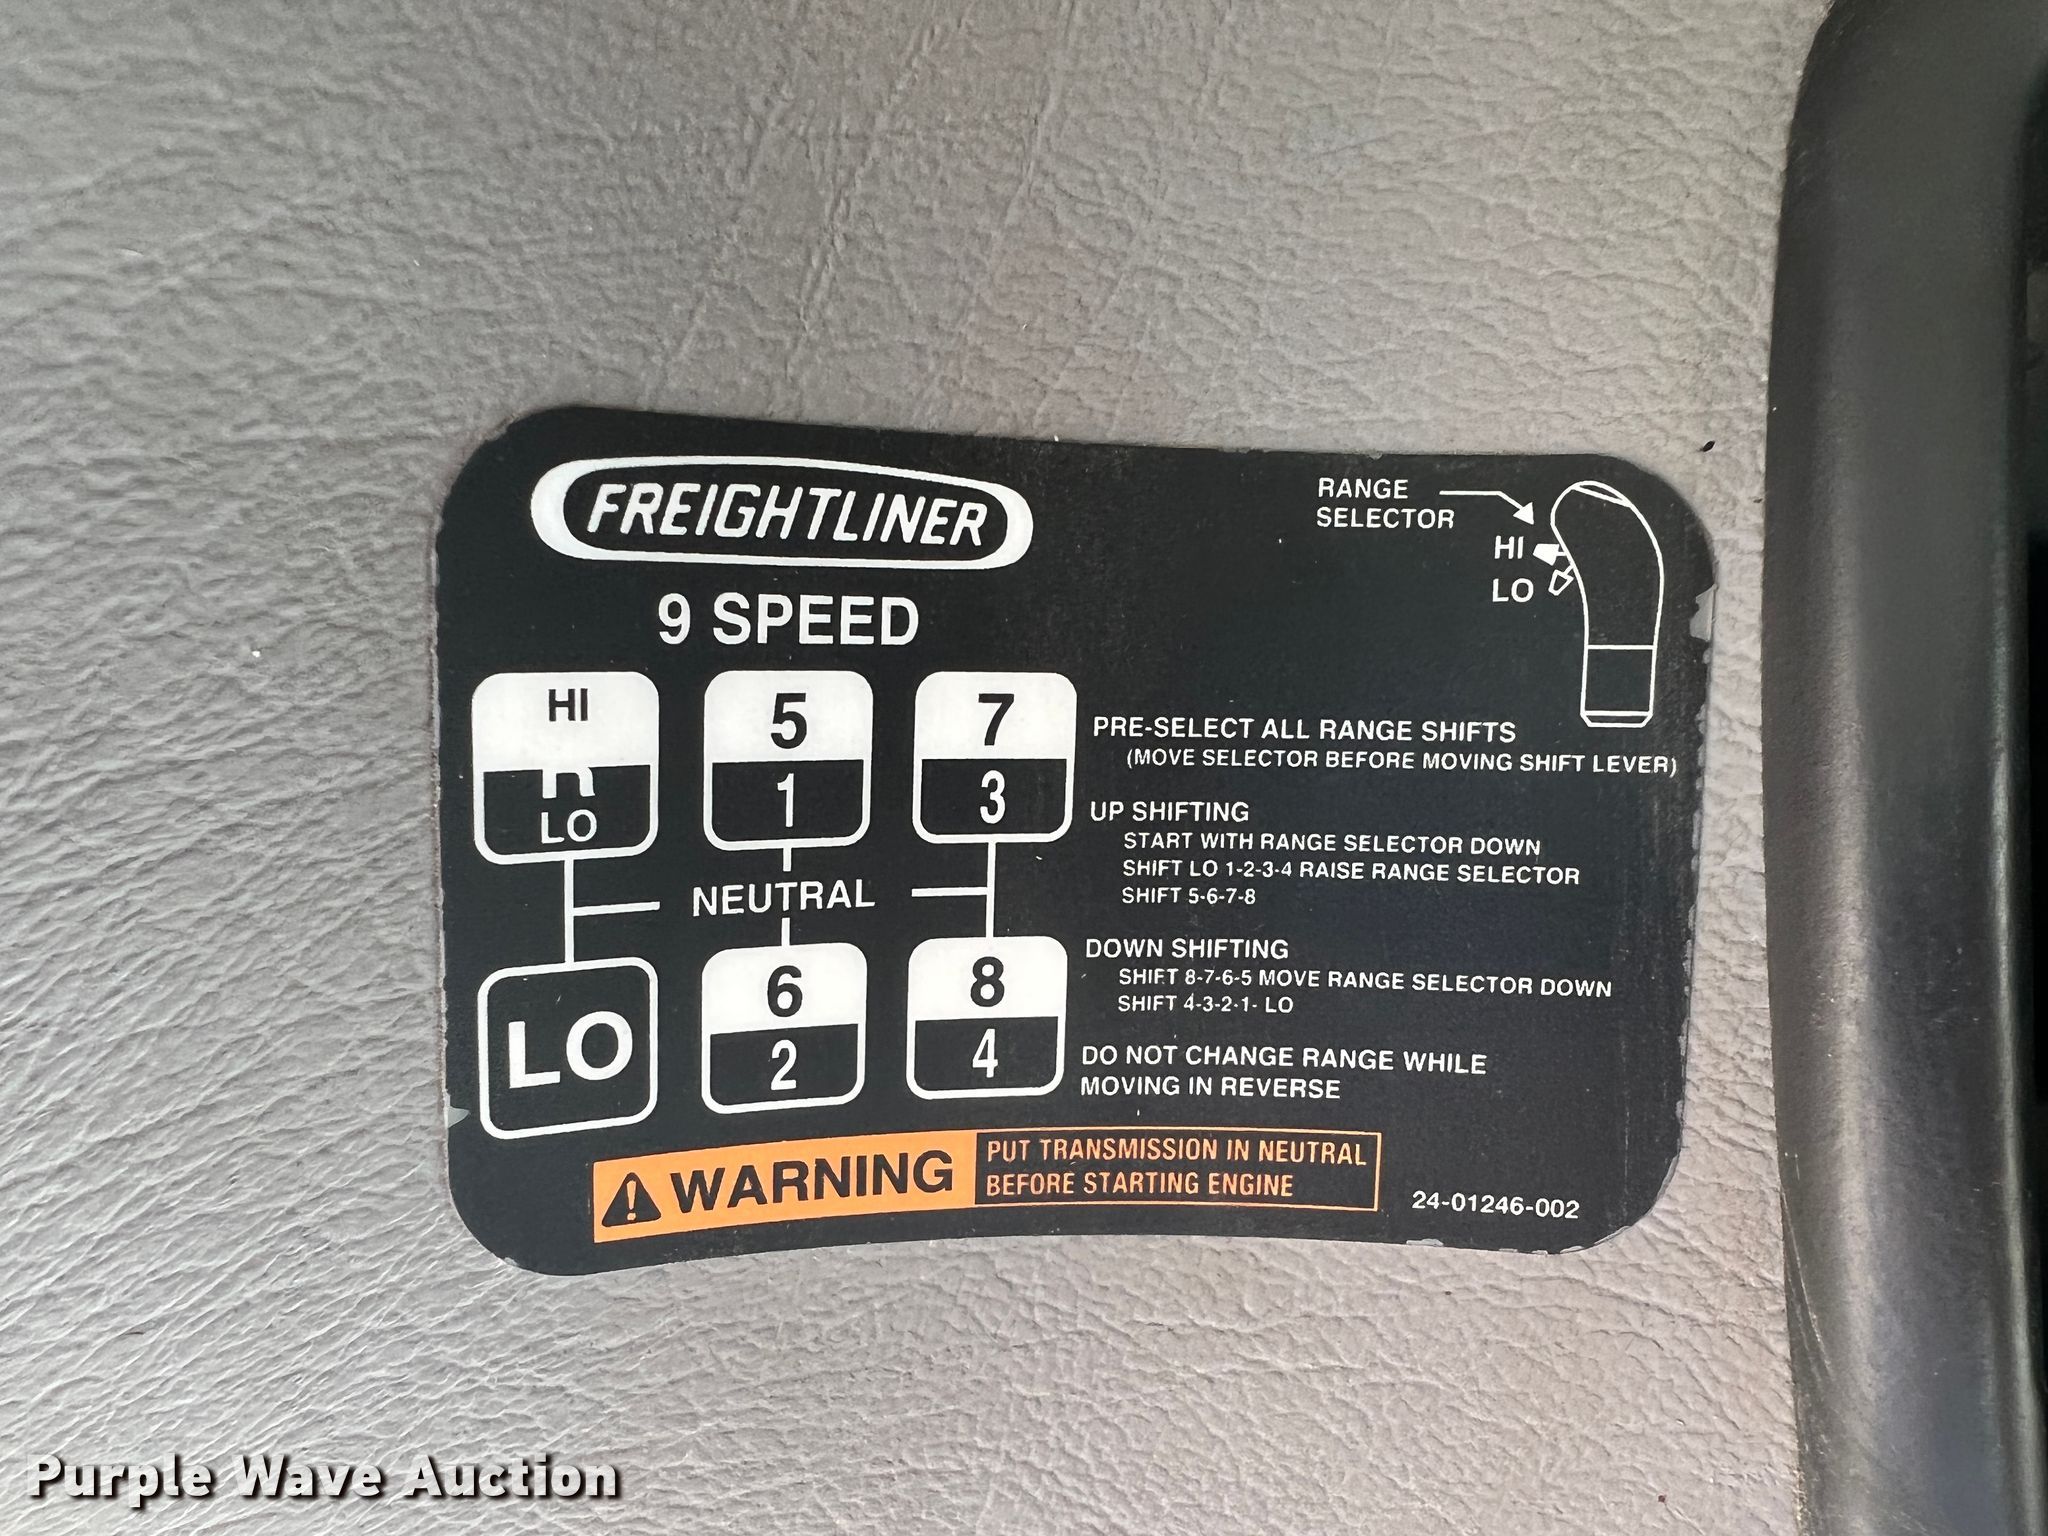 FREIGHTLINER
9 SPEED
RANGE
SELECTOR
HI
LO
HI
R
LO
5
1
7
3
NEUTRAL
LO
6
2
8
4
PRE-SELECT ALL RANGE SHIFTS
(MOVE SELECTOR BEFORE MOVING SHIFT LEVER)
UP SHIFTING
START WITH RANGE SELECTOR DOWN
SHIFT LO 1-2-3-4 RAISE RANGE SELECTOR
SHIFT 5-6-7-8
DOWN SHIFTING
SHIFT 8-7-6-5 MOVE RANGE SELECTOR DOWN
SHIFT 4-3-2-1- LO
DO NOT CHANGE RANGE WHILE
MOVING IN REVERSE
WARNING
PUT TRANSMISSION IN NEUTRAL
BEFORE STARTING ENGINE
24-01246-002
Purple Wave Auction